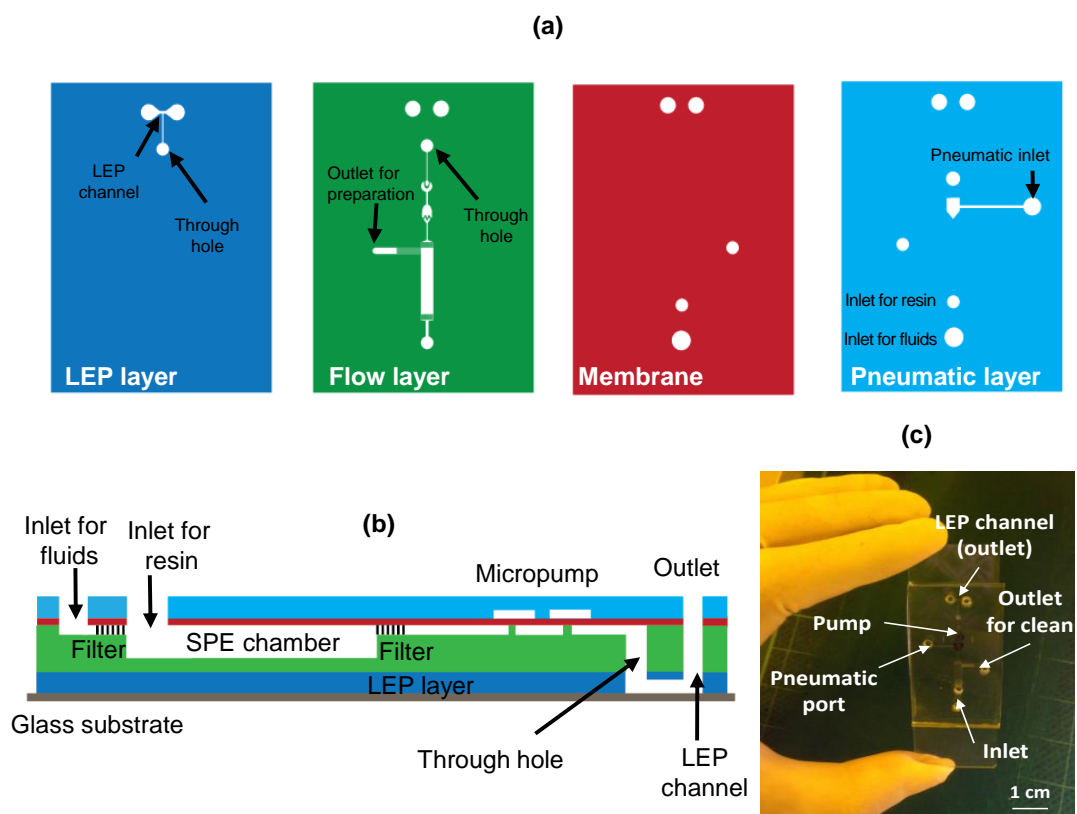 (a)
LEP
channel
Through
hole
LEP layer
Outlet for
preparation
Through
hole
Flow layer
Membrane
Pneumatic inlet
Inlet for resin
Inlet for fluids
Pneumatic layer
(b)
Inlet for
fluids
Inlet for
resin
Micropump
Outlet
Filter
SPE chamber
Filter
LEP layer
Glass substrate
Through hole
LEP
channel
(c)
LEP channel
(outlet)
Outlet
for clean
Pump
Pneumatic
port
Inlet
1 cm